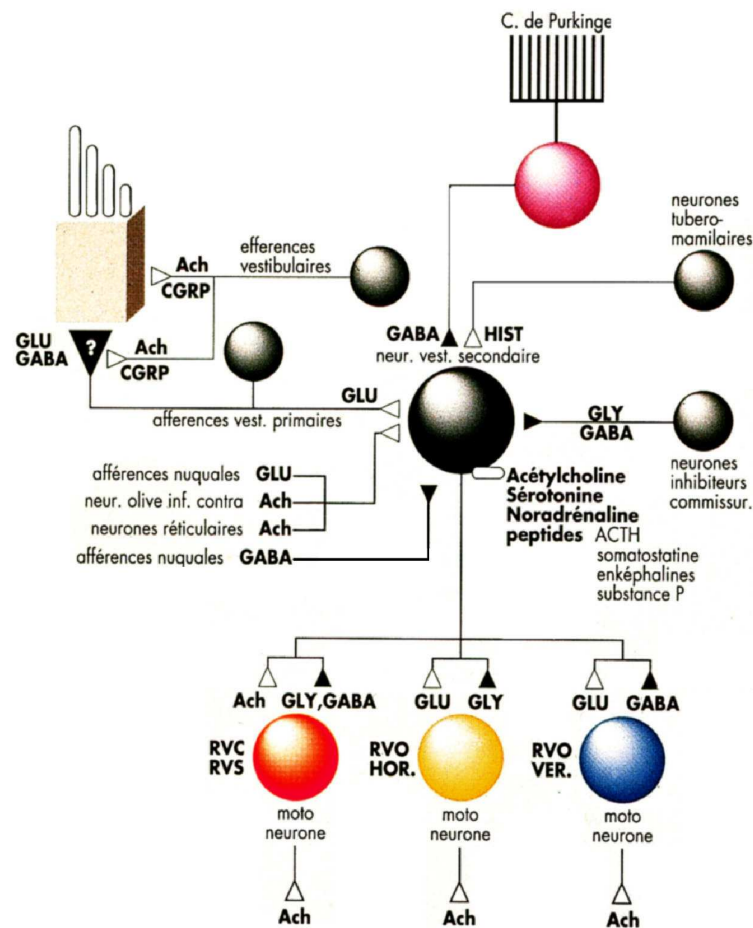 C. de Purkinge
neurones
tubero-
mamilaires
efferences
vestibulaires
Ach
CGRP
GLU
GABA
?
Ach
CGRP
GABA
HIST
neur. vest. secondaire
GLU
afferences vest. primaires
GLY
GABA
neurones
inhibiteurs
commissur.
afférences nuquales GLU
neur. olive inf. contra Ach
neurones réticulaires Ach
afférences nuquales GABA
Acétylcholine
Sérotonine
Noradrénaline
peptides ACTH
somatostatine
enképhalines
substance P
Ach GLY,GABA
RVC
RVS
moto
neurone
Ach
GLU GLY
RVO
HOR.
moto
neurone
Ach
GLU GABA
RVO
VER.
moto
neurone
Ach